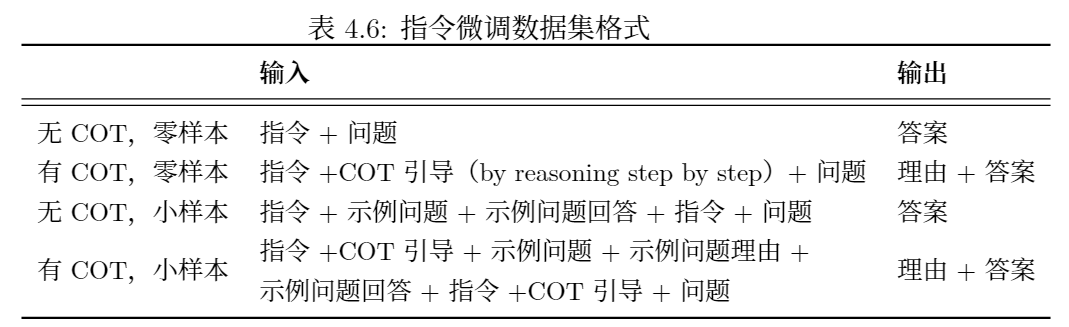 表 4.6: 指令微调数据集格式
输入 输出
无 COT，零样本 指令 + 问题 答案
有 COT，零样本 指令 +COT 引导（by reasoning step by step）+ 问题 理由 + 答案
无 COT，小样本 指令 + 示例问题 + 示例问题回答 + 指令 + 问题 答案
有 COT，小样本 指令 +COT 引导 + 示例问题 + 示例问题理由 +
示例问题回答 + 指令 +COT 引导 + 问题 理由 + 答案